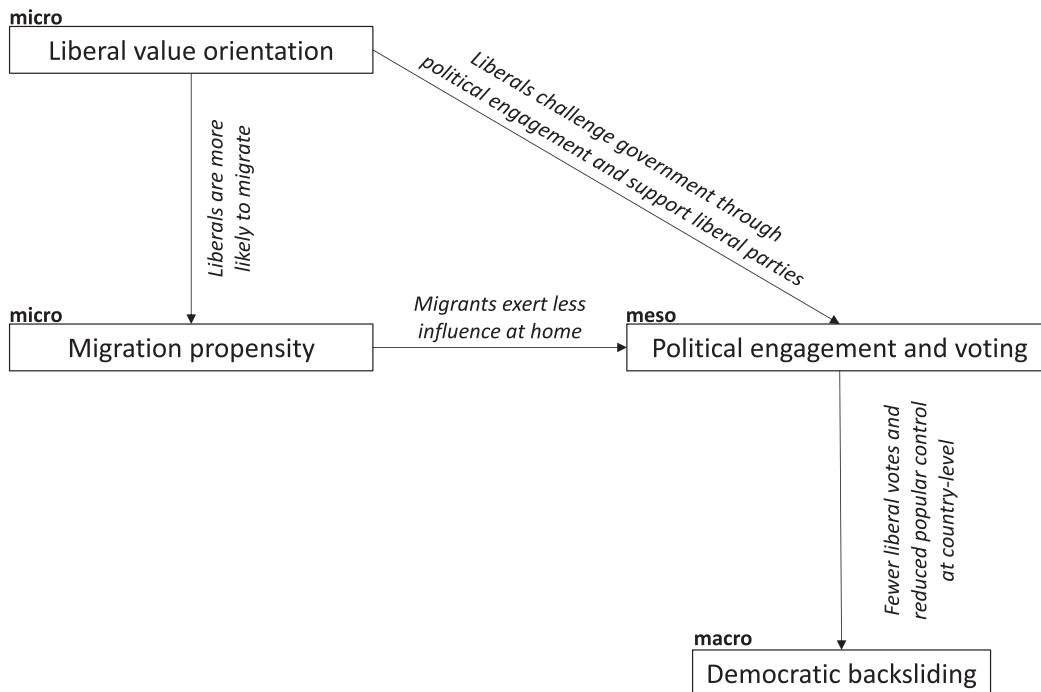 micro
Liberal value orientation
Liberals challenge government through
political engagement and support liberal parties
Liberals are more
likely to migrate
micro
Migration propensity
Migrants exert less
influence at home
meso
Political engagement and voting
Fewer liberal votes and
reduced popular control
at country-level
macro
Democratic backsliding